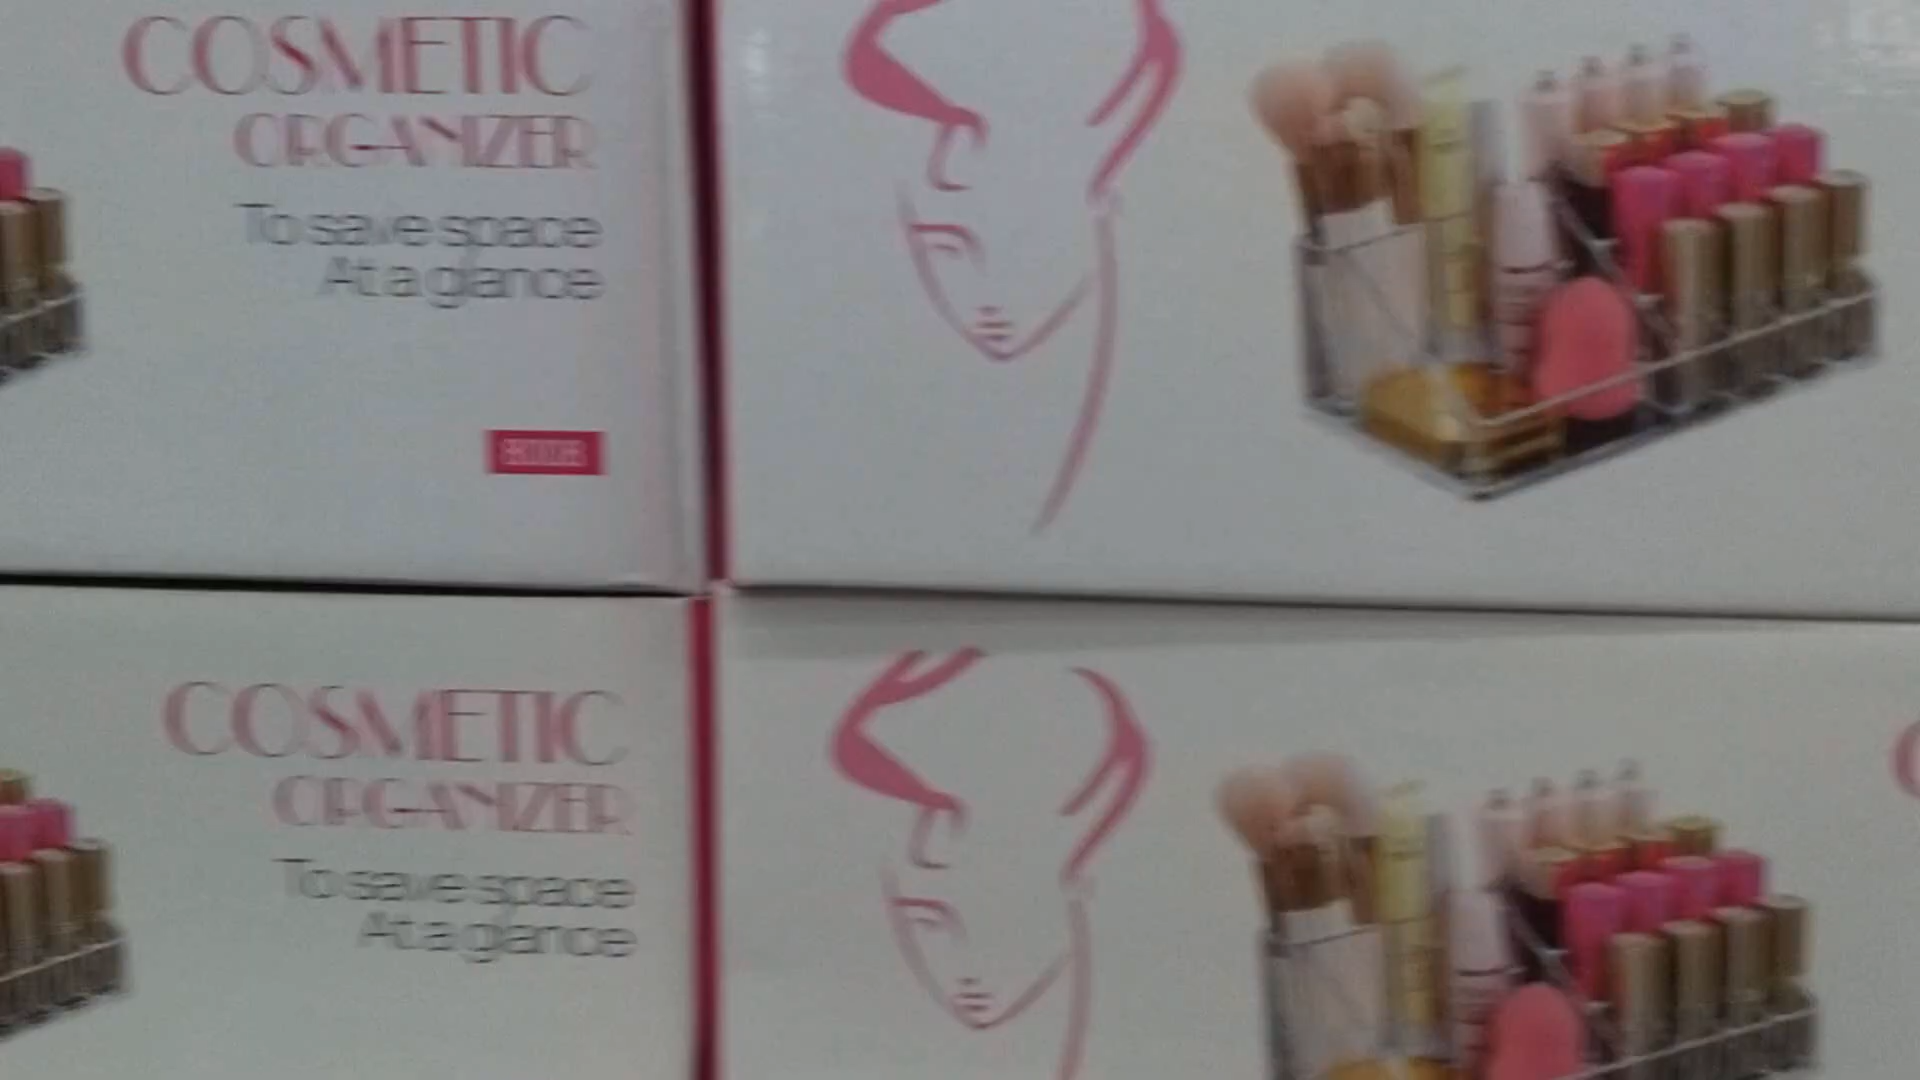 COSMETIC
ORGANIZER
To save space
At a glance
COSMETIC
ORGANIZER
To save space
At a glance